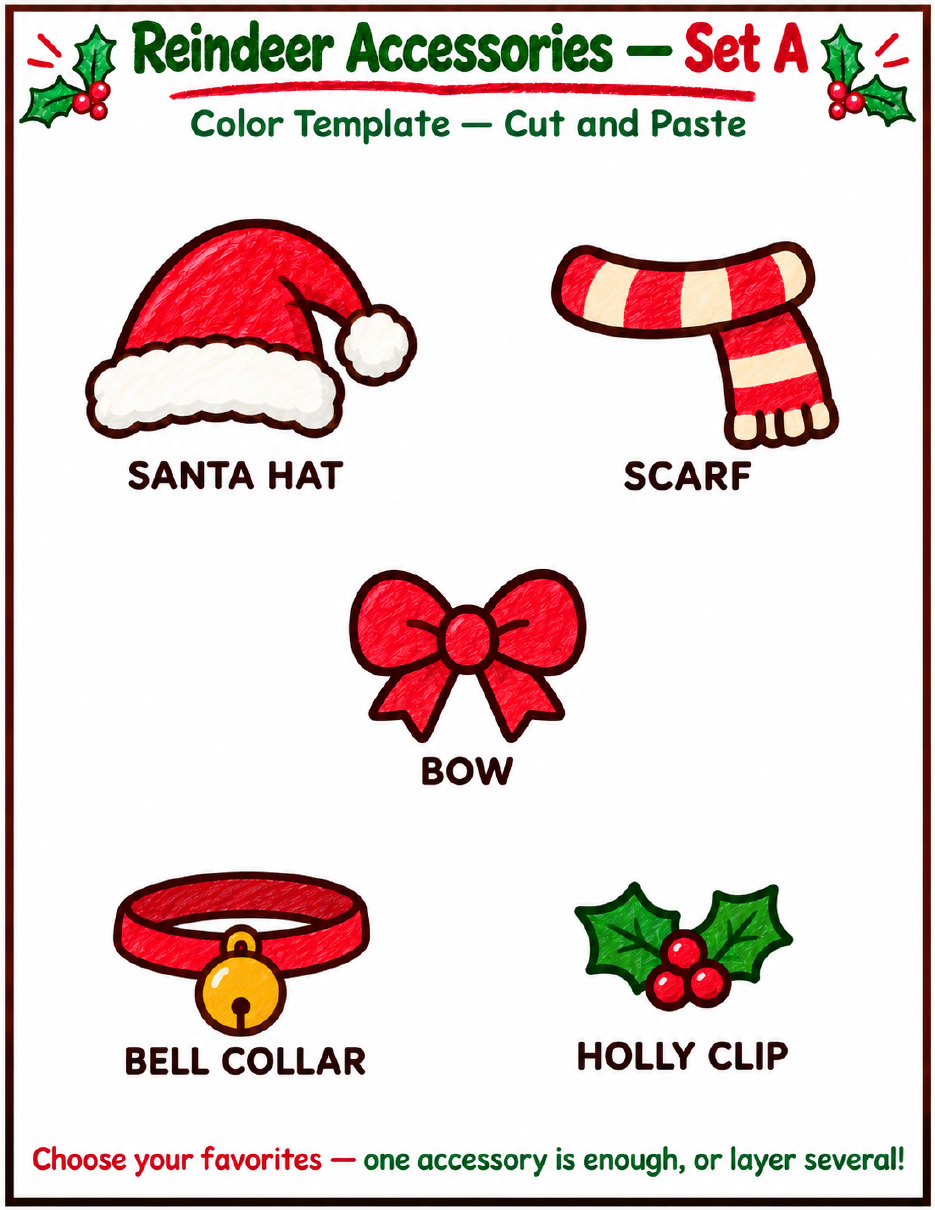 Reindeer Accessories — Set A
Color Template — Cut and Paste
SANTA HAT
SCARF
BOW
BELL COLLAR
HOLLY CLIP
Choose your favorites — one accessory is enough, or layer several!